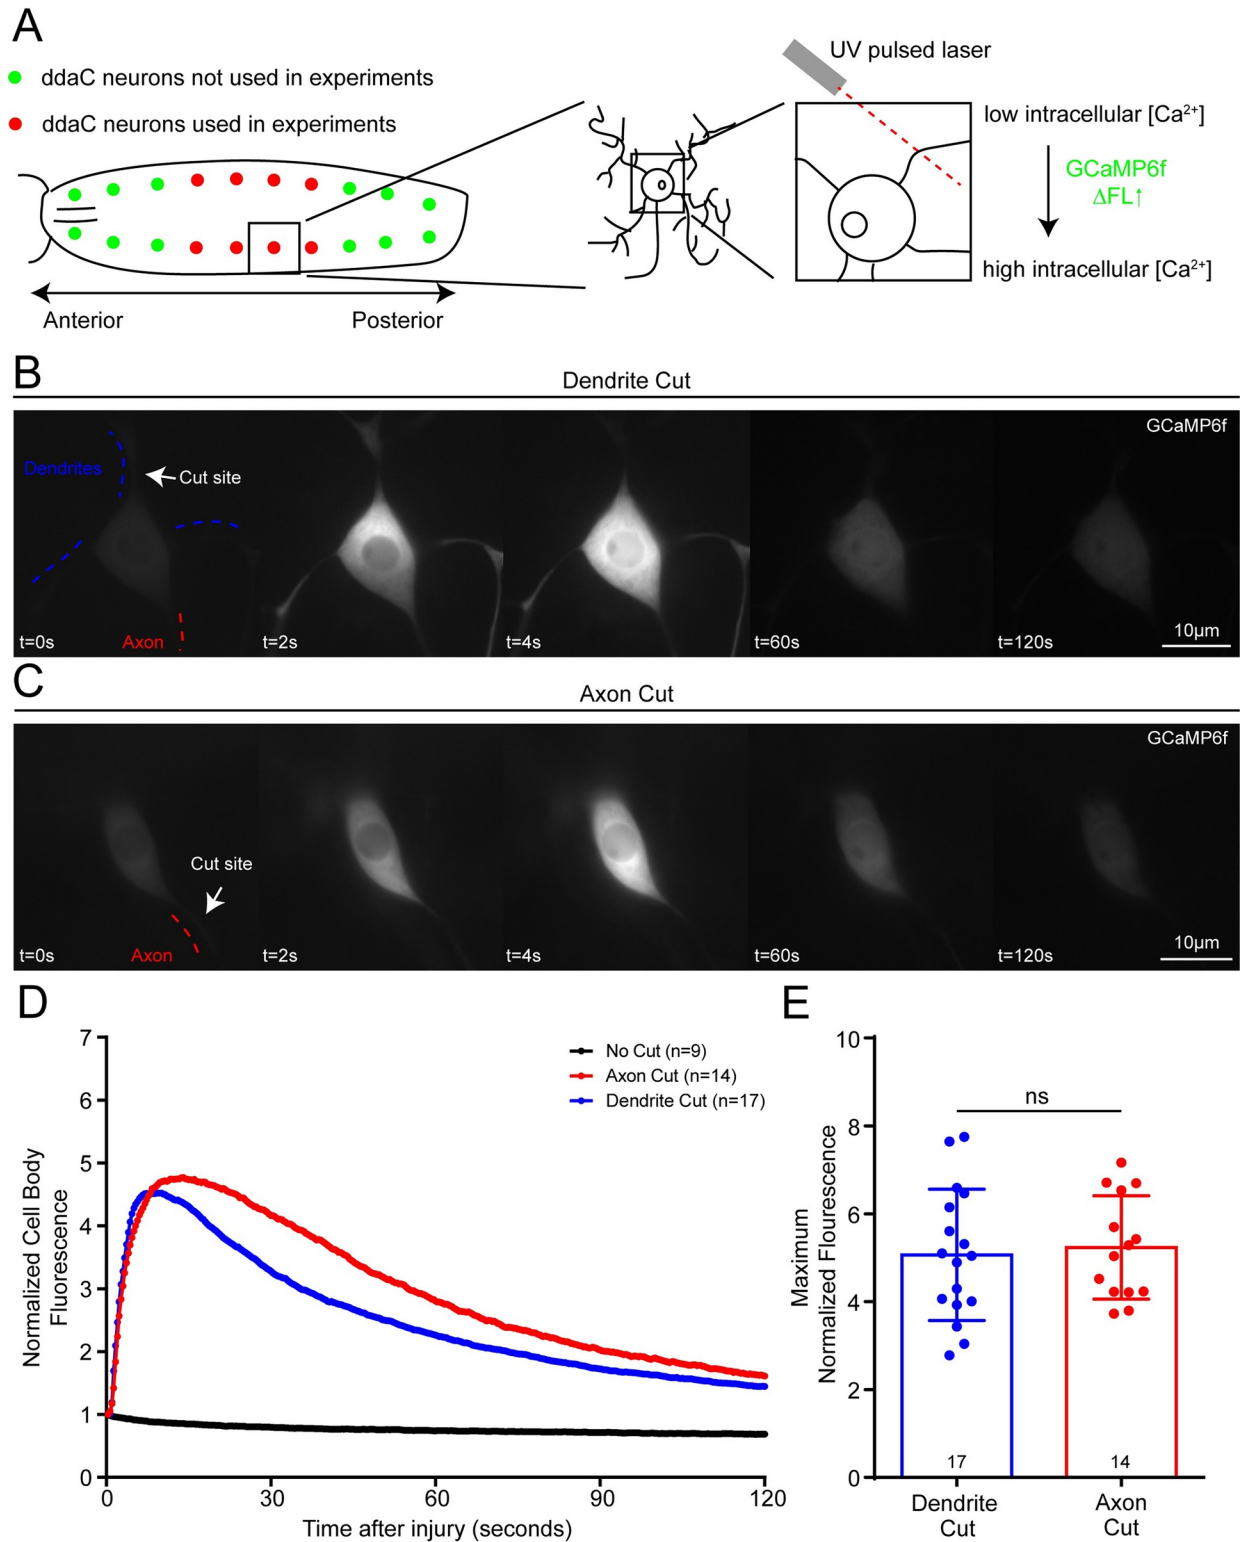 A
ddaC neurons not used in experiments
ddaC neurons used in experiments
UV pulsed laser
low intracellular [Ca²⁺]
GCaMP6f
ΔFL↑
high intracellular [Ca²⁺]
Anterior
Posterior
B
Dendrite Cut
GCaMP6f
Dendrites
Cut site
Axon
t=0s
t=2s
t=4s
t=60s
t=120s
10µm
C
Axon Cut
GCaMP6f
Cut site
Axon
t=0s
t=2s
t=4s
t=60s
t=120s
10µm
D
Normalized Cell Body
Fluorescence
7
6
5
4
3
2
1
0
0
30
60
90
120
Time after injury (seconds)
No Cut (n=9)
Axon Cut (n=14)
Dendrite Cut (n=17)
E
Maximum
Normalized Flourescence
10
8
6
4
2
0
ns
17
14
Dendrite
Cut
Axon
Cut